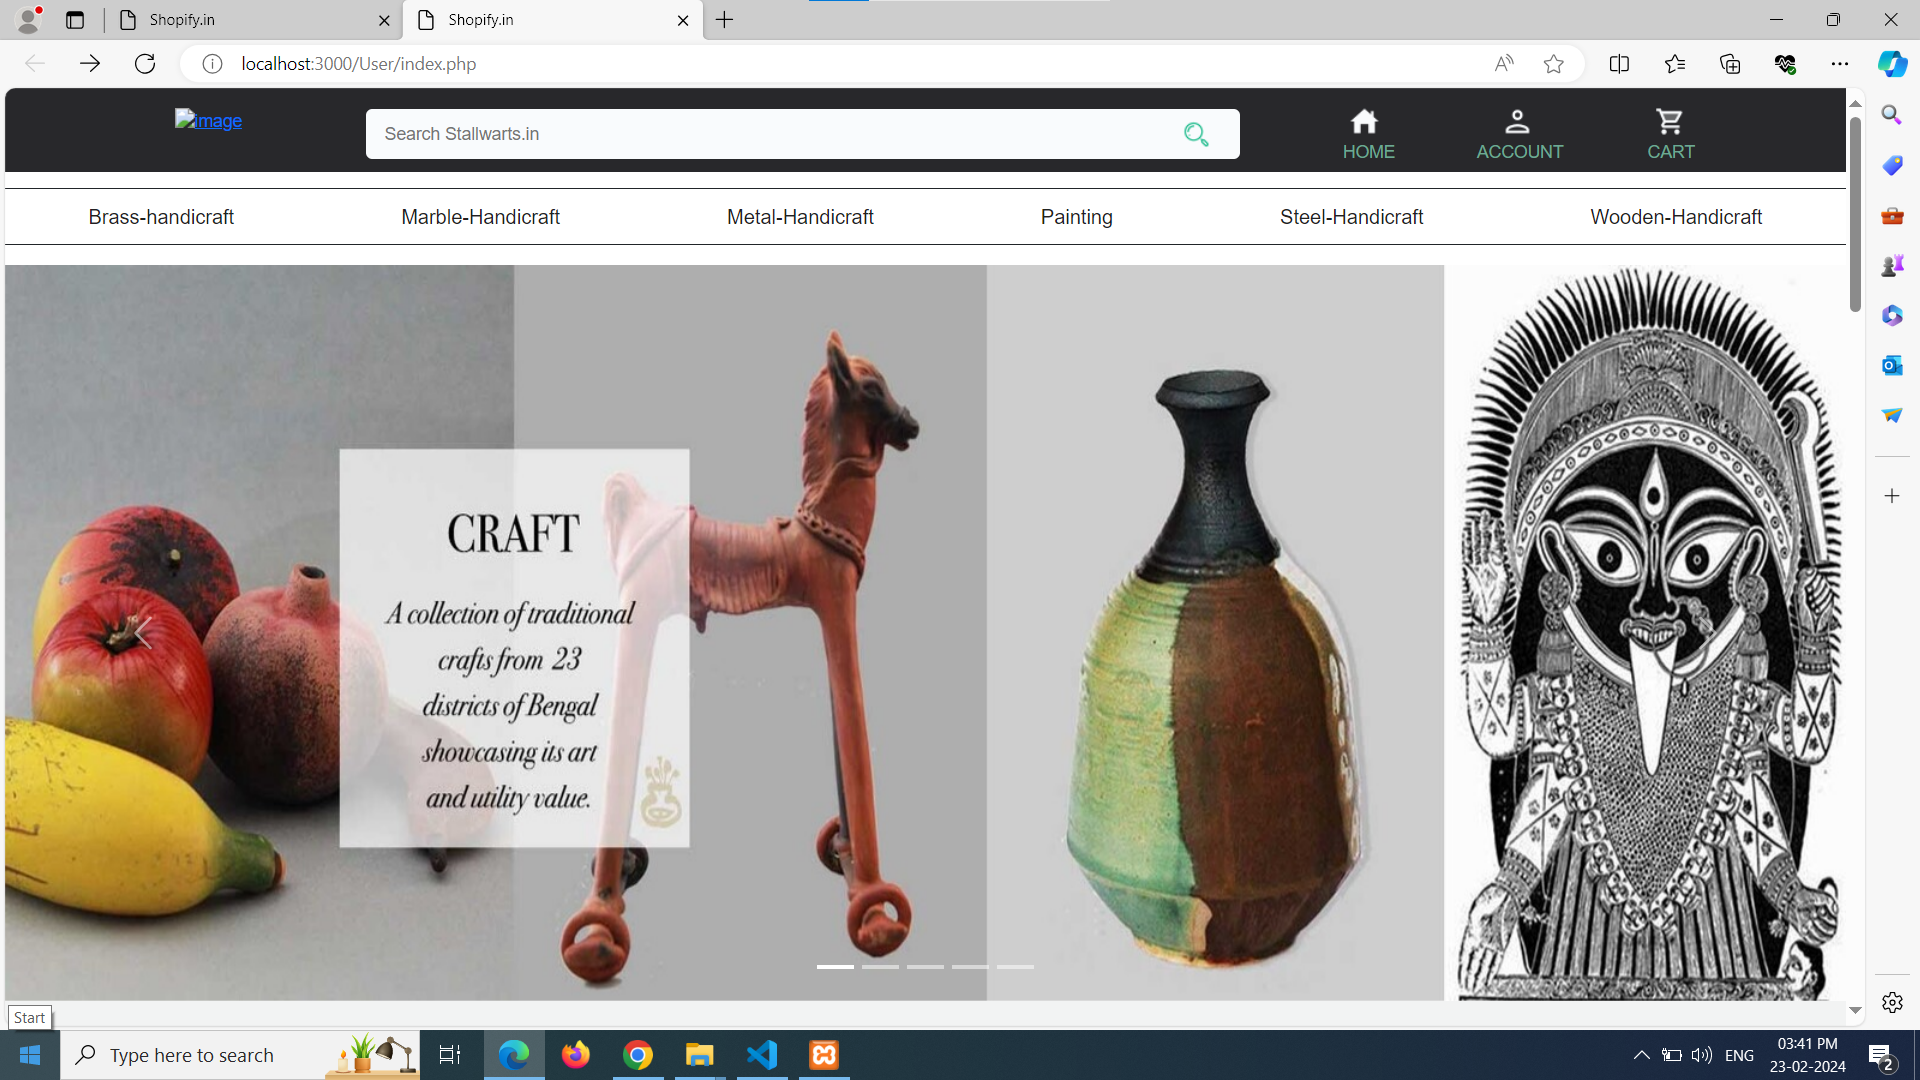 Shopify.in
Shopify.in
localhost:3000/User/index.php
image
Search Stallwarts.in
HOME
ACCOUNT
CART
Brass-handicraft
Marble-Handicraft
Metal-Handicraft
Painting
Steel-Handicraft
Wooden-Handicraft
CRAFT
A collection of traditional
crafts from 23
districts of Bengal
showcasing its art
and utility value.
Start
Type here to search
ENG
03:41 PM
23-02-2024
2